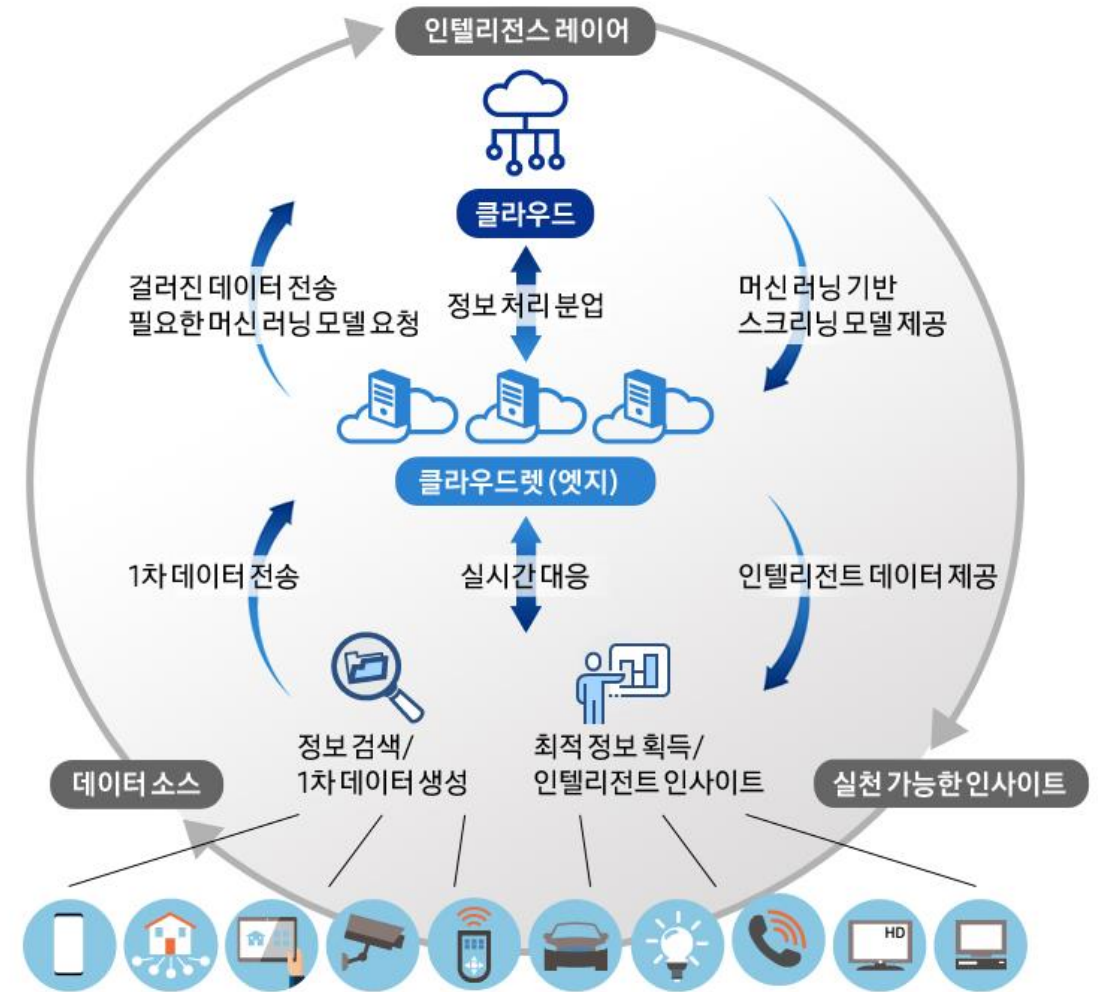 인텔리전스 레이어
클라우드
걸러진 데이터 전송
필요한 머신 러닝 모델 요청
정보 처리 분업
머신 러닝 기반
스크리닝 모델 제공
클라우드렛 (엣지)
1차 데이터 전송
실시간 대응
인텔리전트 데이터 제공
정보 검색/
1차 데이터 생성
최적 정보 획득/
인텔리전트 인사이트
데이터 소스
실천 가능한 인사이트
HD